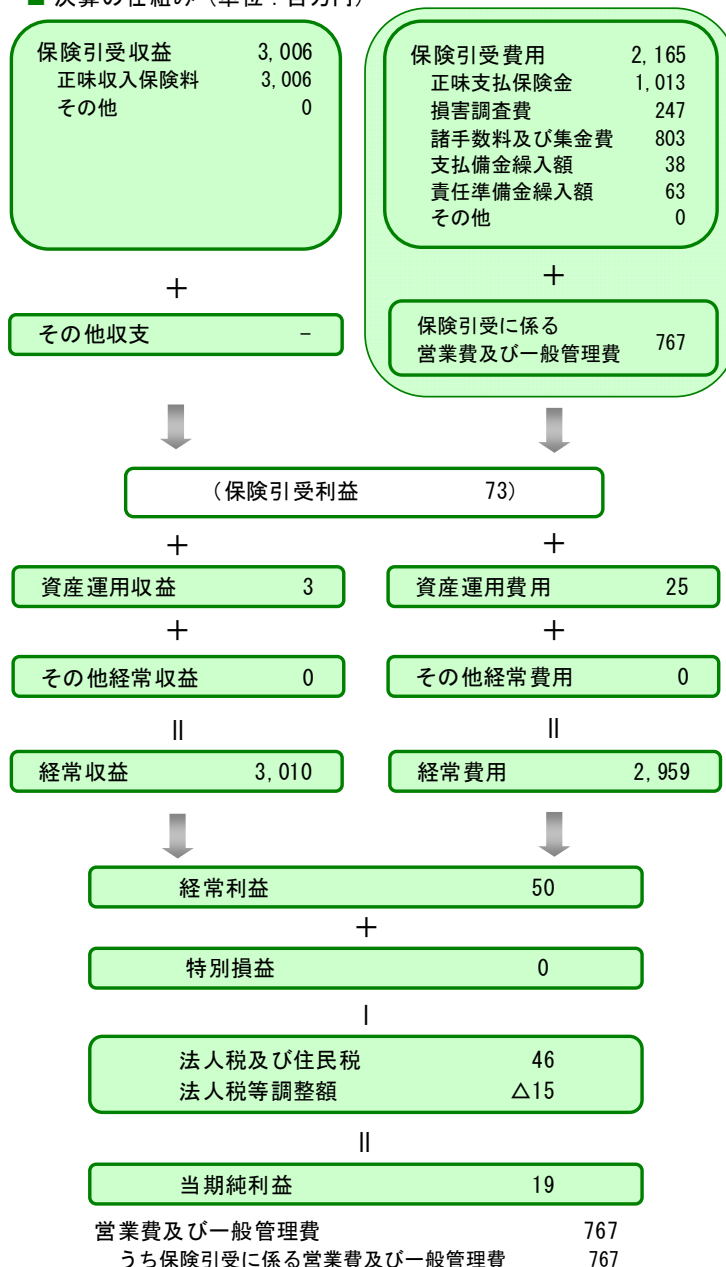 ■ 決算の仕組み（単位：百万円）
保険引受収益 3,006
正味収入保険料 3,006
その他 0
保険引受費用 2,165
正味支払保険金 1,013
損害調査費 247
諸手数料及び集金費 803
支払備金繰入額 38
責任準備金繰入額 63
その他 0
＋
＋
その他収支 －
保険引受に係る
営業費及び一般管理費 767
（保険引受利益 73）
＋
＋
資産運用収益 3
資産運用費用 25
＋
＋
その他経常収益 0
その他経常費用 0
＝
＝
経常収益 3,010
経常費用 2,959
経常利益 50
＋
特別損益 0
－
法人税及び住民税 46
法人税等調整額 △15
＝
当期純利益 19
営業費及び一般管理費 767
うち保険引受に係る営業費及び一般管理費 767